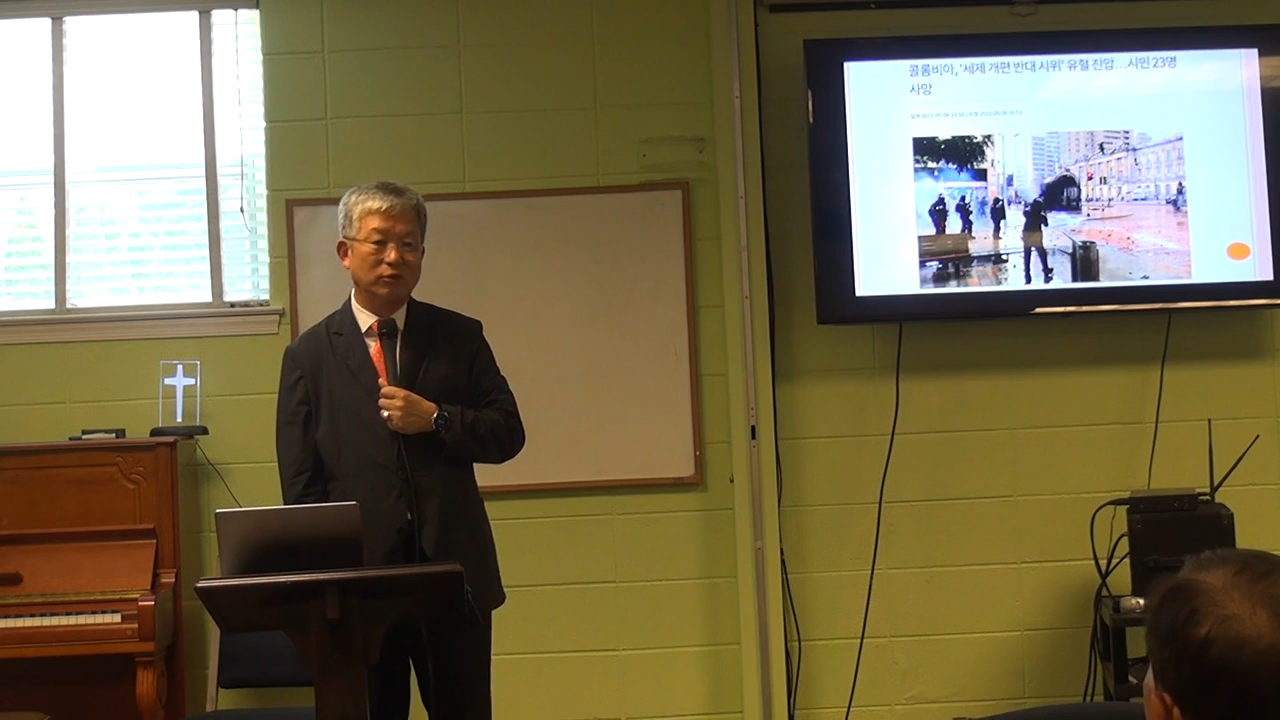 콜롬비아, '세제 개편 반대 시위' 유혈 진압…시민 23명
사망